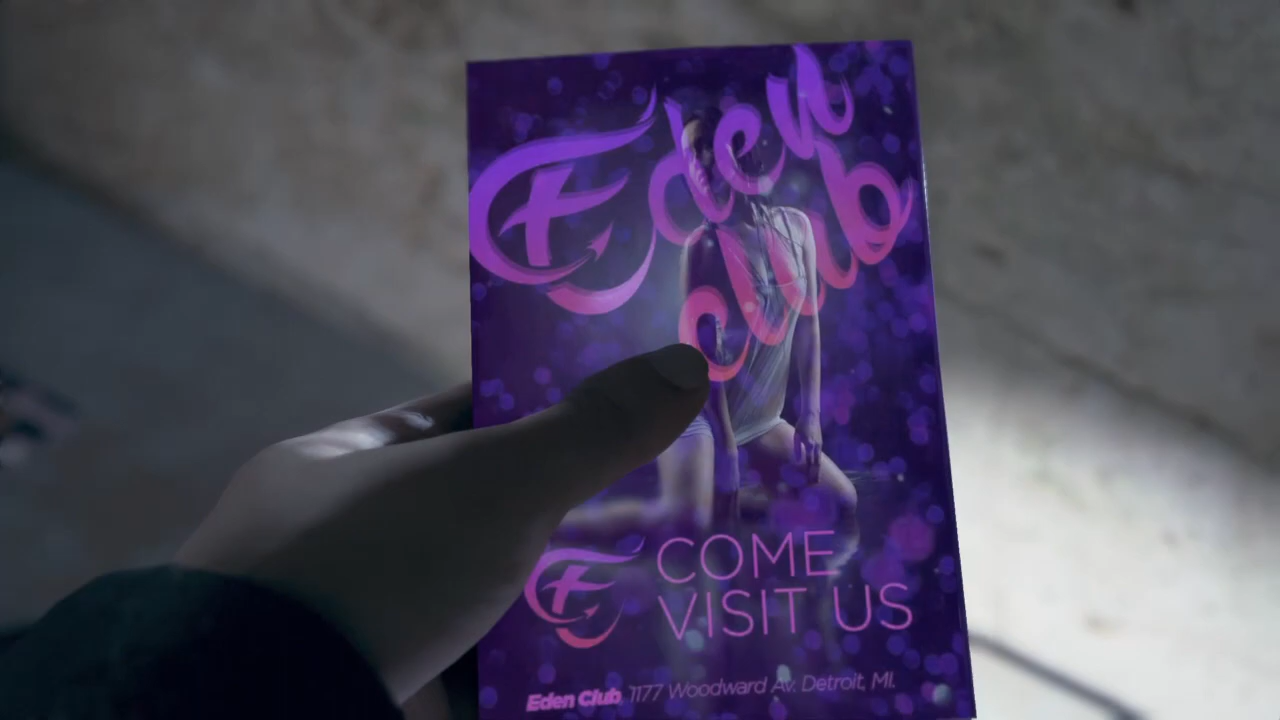 Eden
club
COME
VISIT US
Eden Club, 1177 Woodward Av. Detroit, MI.